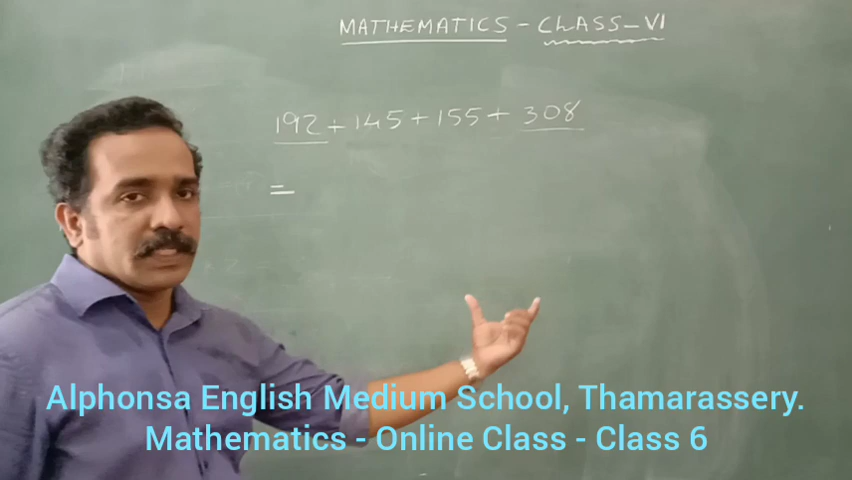 MATHEMATICS - CLASS-VI
192 + 145 + 155 + 308
=
Alphonsa English Medium School, Thamarassery.
Mathematics - Online Class - Class 6